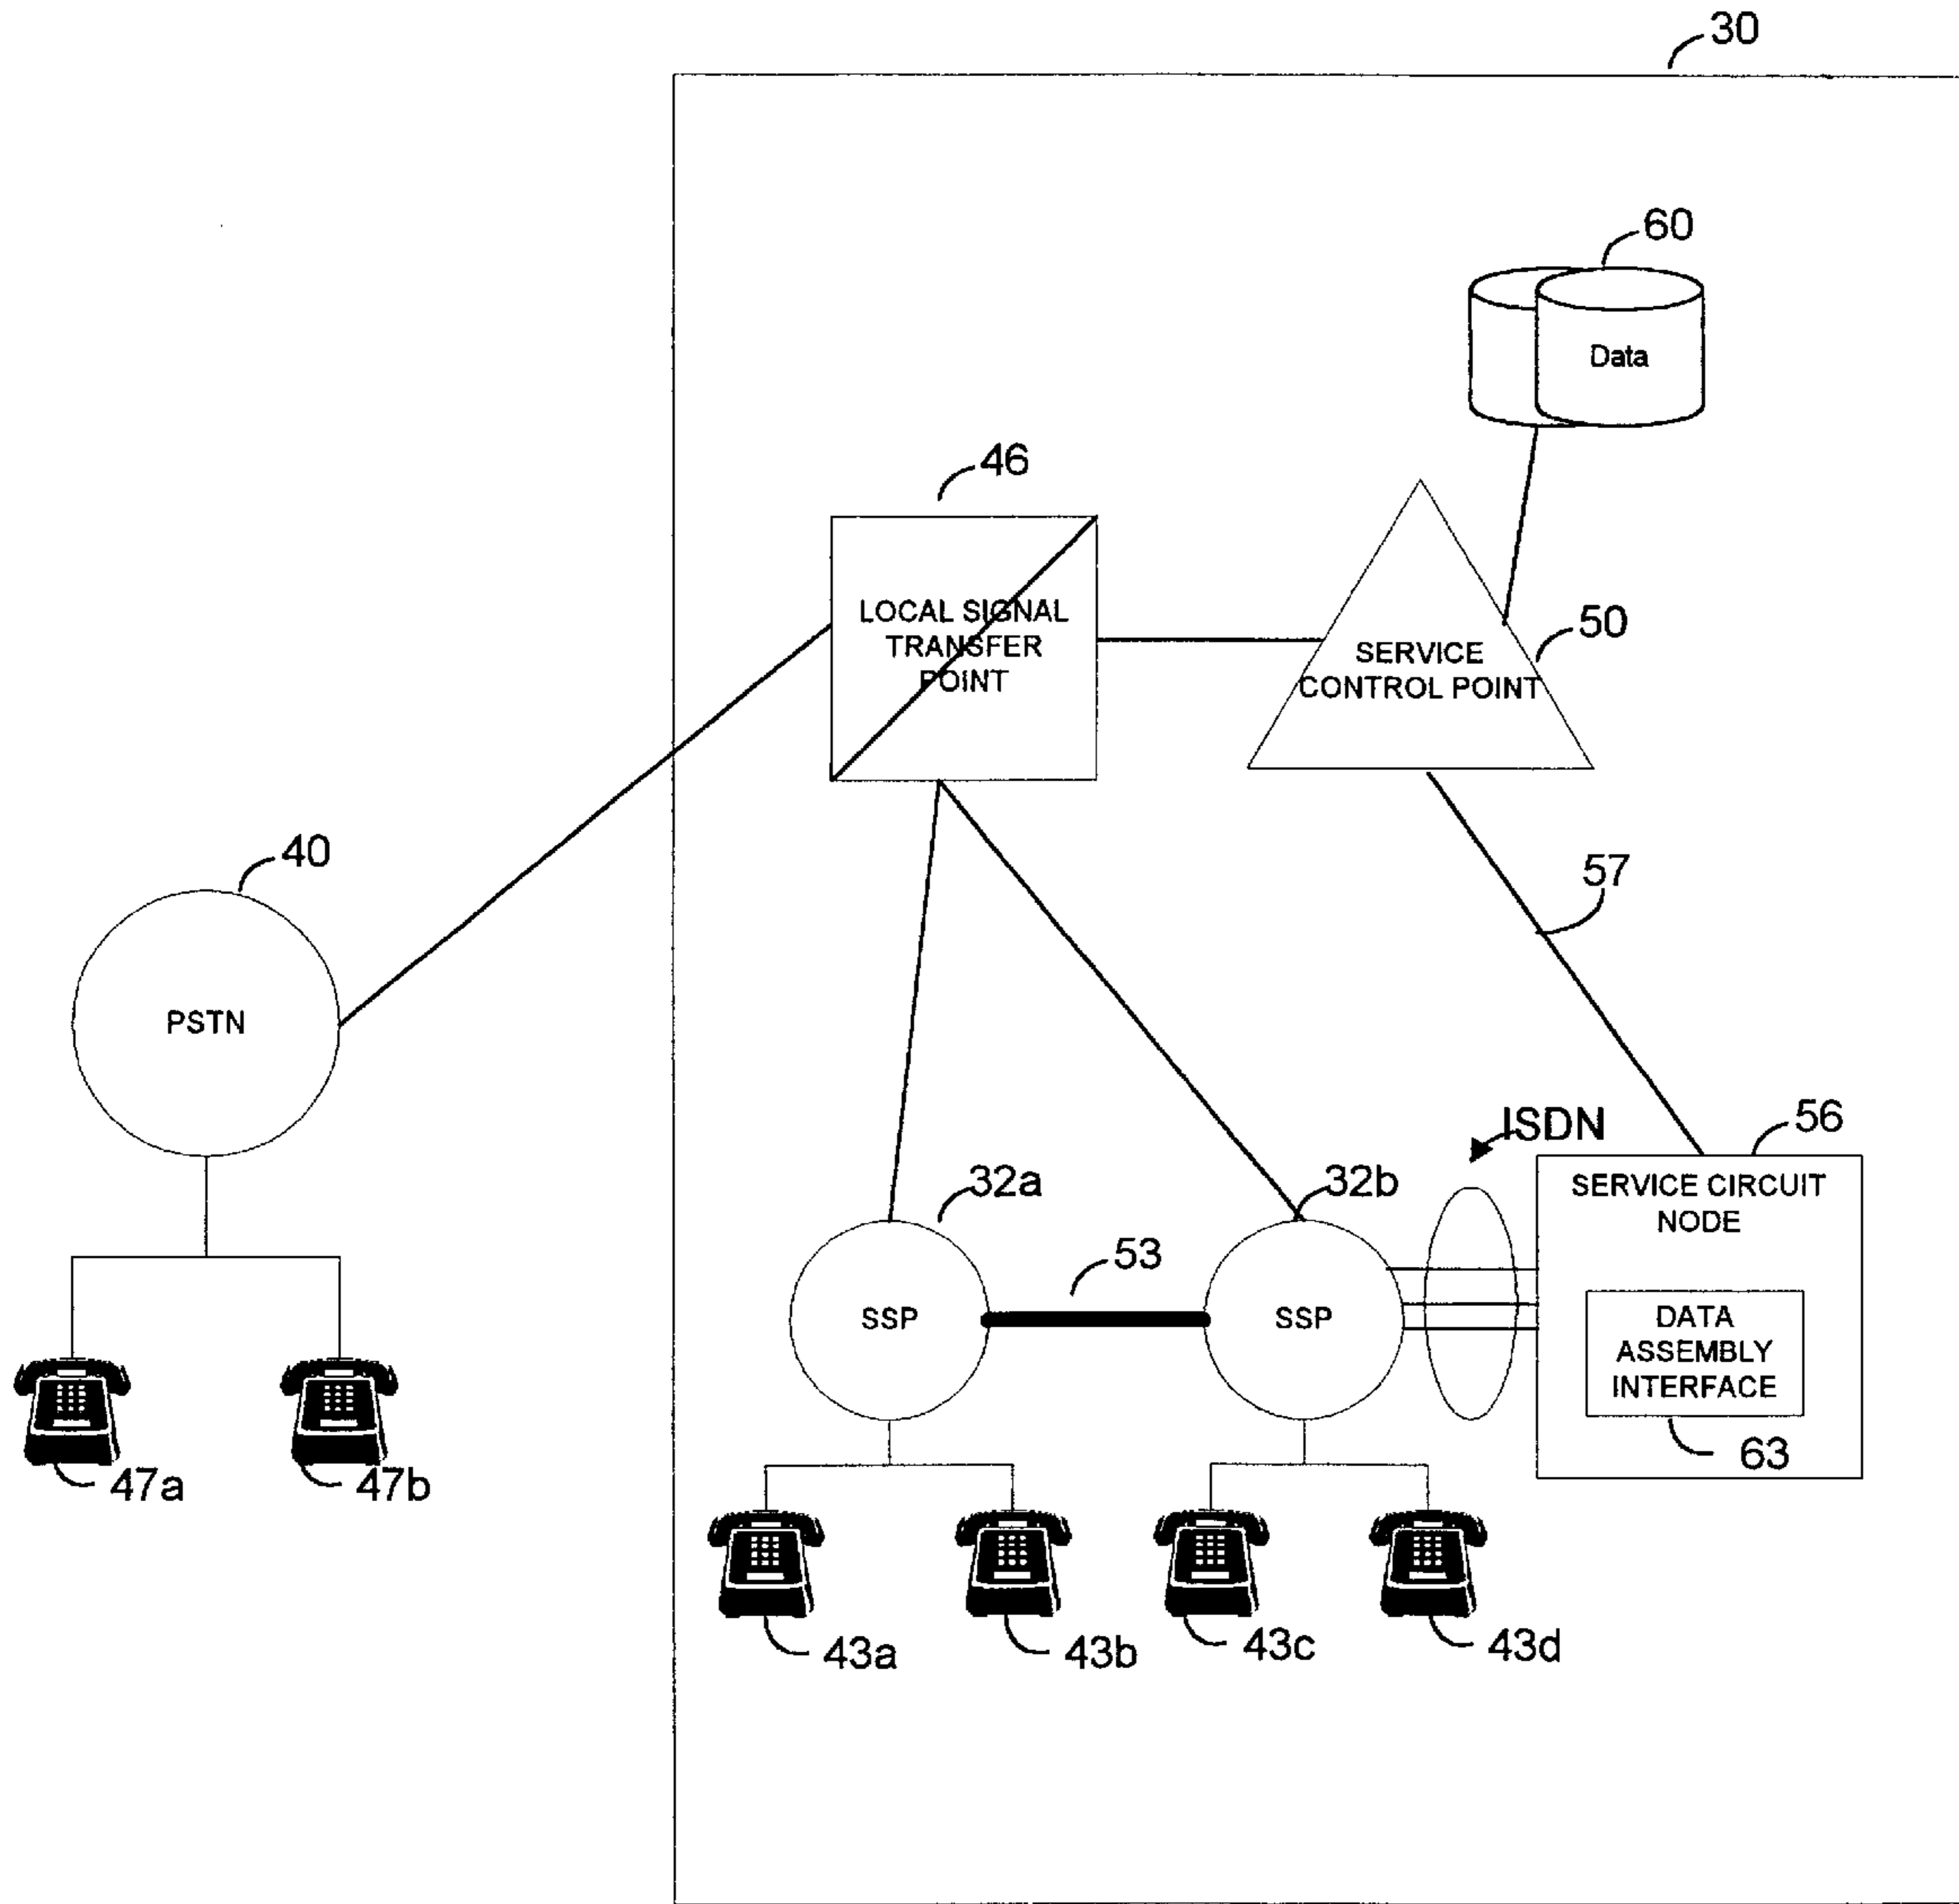 30
60
Data
46
LOCAL SIGNAL
TRANSFER
POINT
50
SERVICE
CONTROL POINT
40
57
PSTN
ISDN
56
SERVICE CIRCUIT
NODE
32a
32b
53
SSP
SSP
DATA
ASSEMBLY
INTERFACE
63
47a
47b
43a
43b
43c
43d